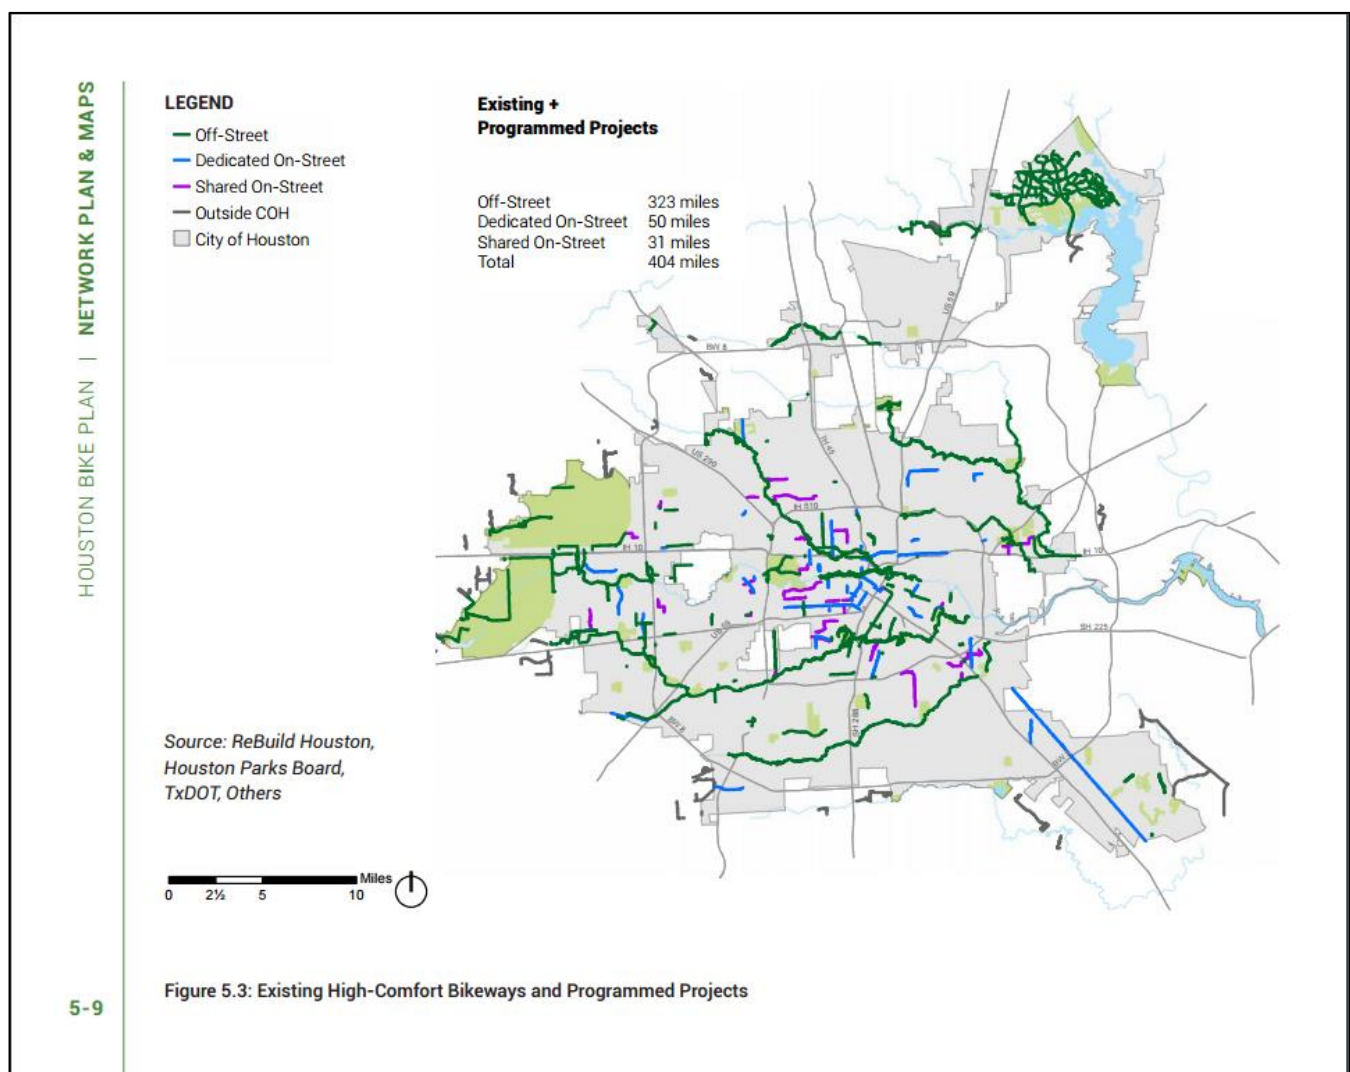 HOUSTON BIKE PLAN | NETWORK PLAN & MAPS
LEGEND
Off-Street
Dedicated On-Street
Shared On-Street
Outside COH
City of Houston
Existing +
Programmed Projects
Off-Street 323 miles
Dedicated On-Street 50 miles
Shared On-Street 31 miles
Total 404 miles
US 59
BW 8
IH 45
US 290
IH 610
IH 10
IH 10
US 59
SH 225
BW 8
SH 288
BW
Source: ReBuild Houston,
Houston Parks Board,
TxDOT, Others
Miles
0 2½ 5 10
Figure 5.3: Existing High-Comfort Bikeways and Programmed Projects
5-9